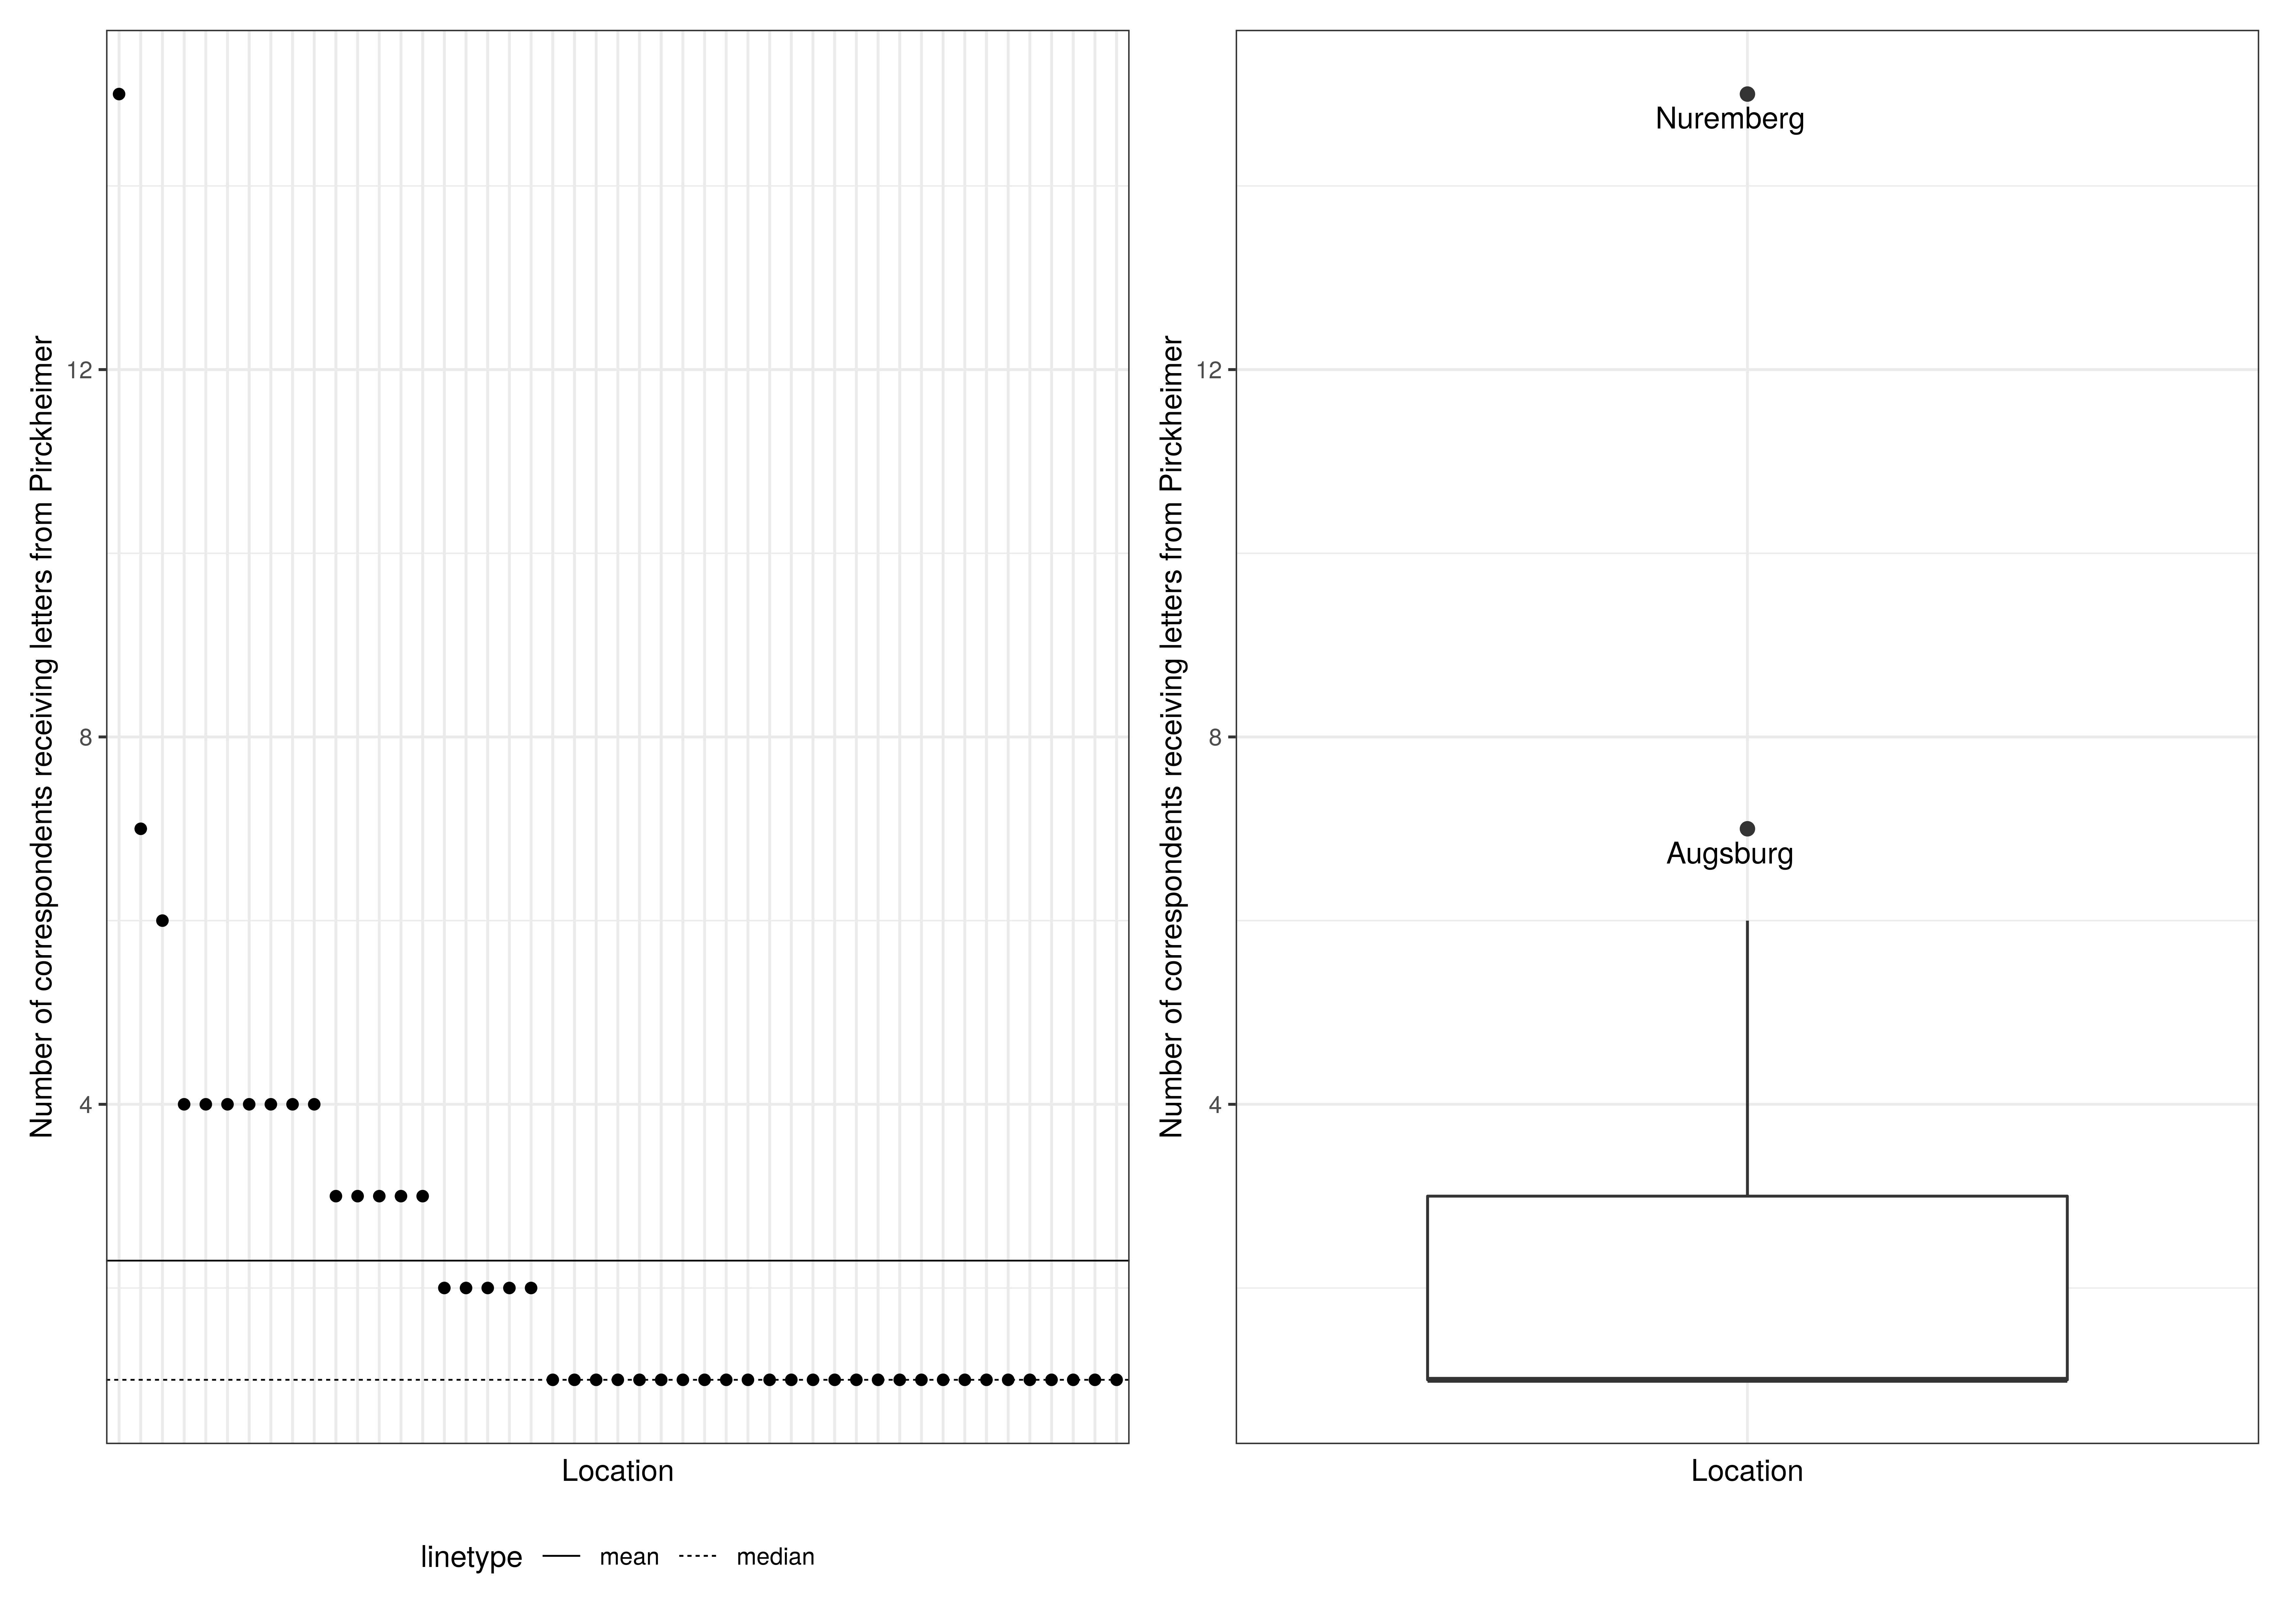 Number of correspondents receiving letters from Pirckheimer
12
8
4
Location
linetype mean median
Number of correspondents receiving letters from Pirckheimer
12
8
4
Nuremberg
Augsburg
Location